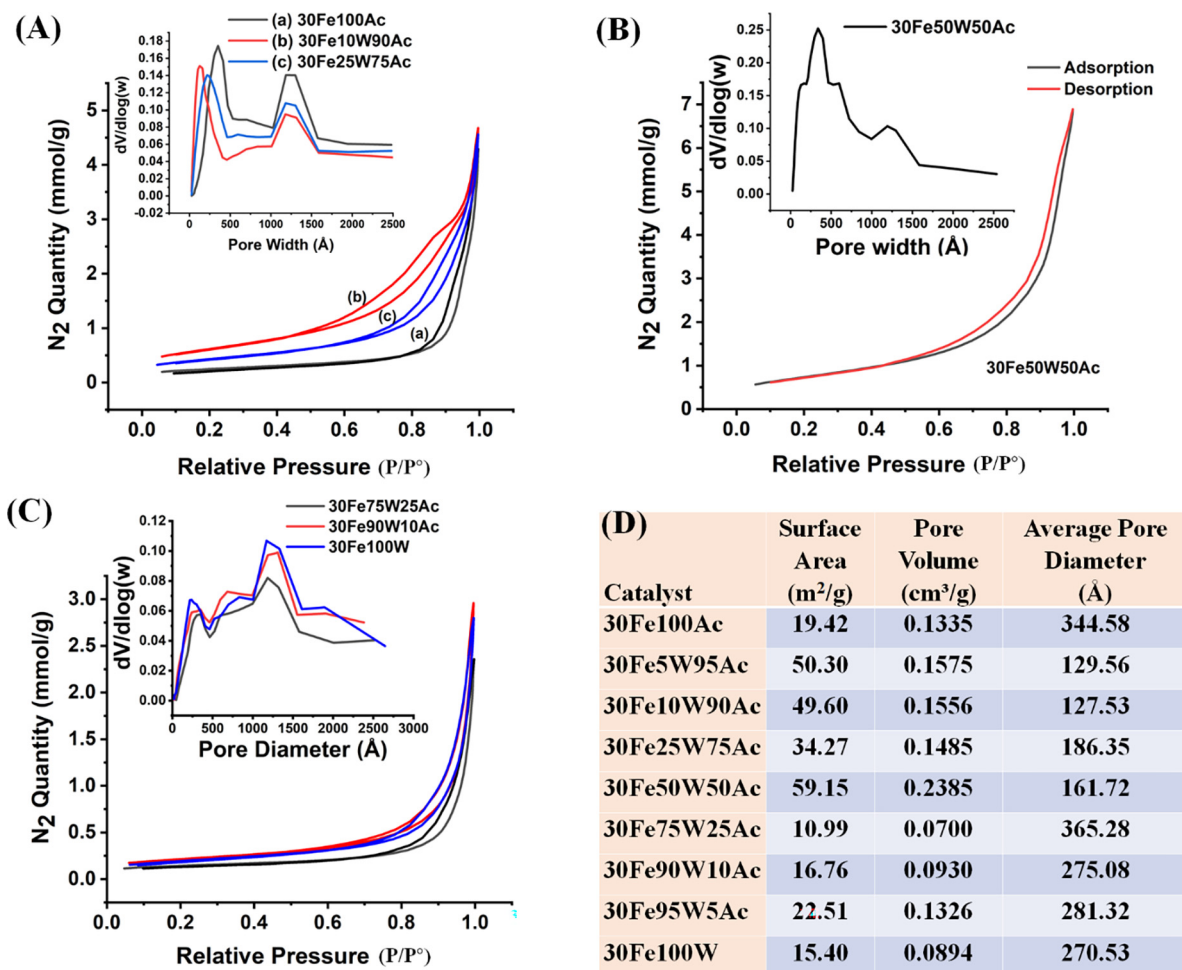 (A)
(a) 30Fe100Ac
(b) 30Fe10W90Ac
(c) 30Fe25W75Ac
0.18
0.16
0.14
0.12
0.10
0.08
0.06
0.04
0.02
0.00
-0.02
dV/dlog(w)
0 500 1000 1500 2000 2500
Pore Width (Å)
5
4
3
2
1
0
N2 Quantity (mmol/g)
(b)
(c)
(a)
0.0 0.2 0.4 0.6 0.8 1.0
Relative Pressure (P/P°)
(B)
30Fe50W50Ac
Adsorption
Desorption
0.25
0.20
0.15
0.10
0.05
0.00
dV/dlog(w)
0 500 1000 1500 2000 2500
Pore width (Å)
7
6
5
4
3
2
1
0
N2 Quantity (mmol/g)
30Fe50W50Ac
0.0 0.2 0.4 0.6 0.8 1.0
Relative Pressure (P/P°)
(C)
30Fe75W25Ac
30Fe90W10Ac
30Fe100W
0.12
0.10
0.08
0.06
0.04
0.02
0.00
dV/dlog(w)
0 500 1000 1500 2000 2500 3000
Pore Diameter (Å)
3.0
2.5
2.0
1.5
1.0
0.5
0.0
N2 Quantity (mmol/g)
0.0 0.2 0.4 0.6 0.8 1.0
Relative Pressure (P/P°)
(D)
Catalyst Surface Area (m²/g) Pore Volume (cm³/g) Average Pore Diameter (Å)
30Fe100Ac 19.42 0.1335 344.58
30Fe5W95Ac 50.30 0.1575 129.56
30Fe10W90Ac 49.60 0.1556 127.53
30Fe25W75Ac 34.27 0.1485 186.35
30Fe50W50Ac 59.15 0.2385 161.72
30Fe75W25Ac 10.99 0.0700 365.28
30Fe90W10Ac 16.76 0.0930 275.08
30Fe95W5Ac 22.51 0.1326 281.32
30Fe100W 15.40 0.0894 270.53